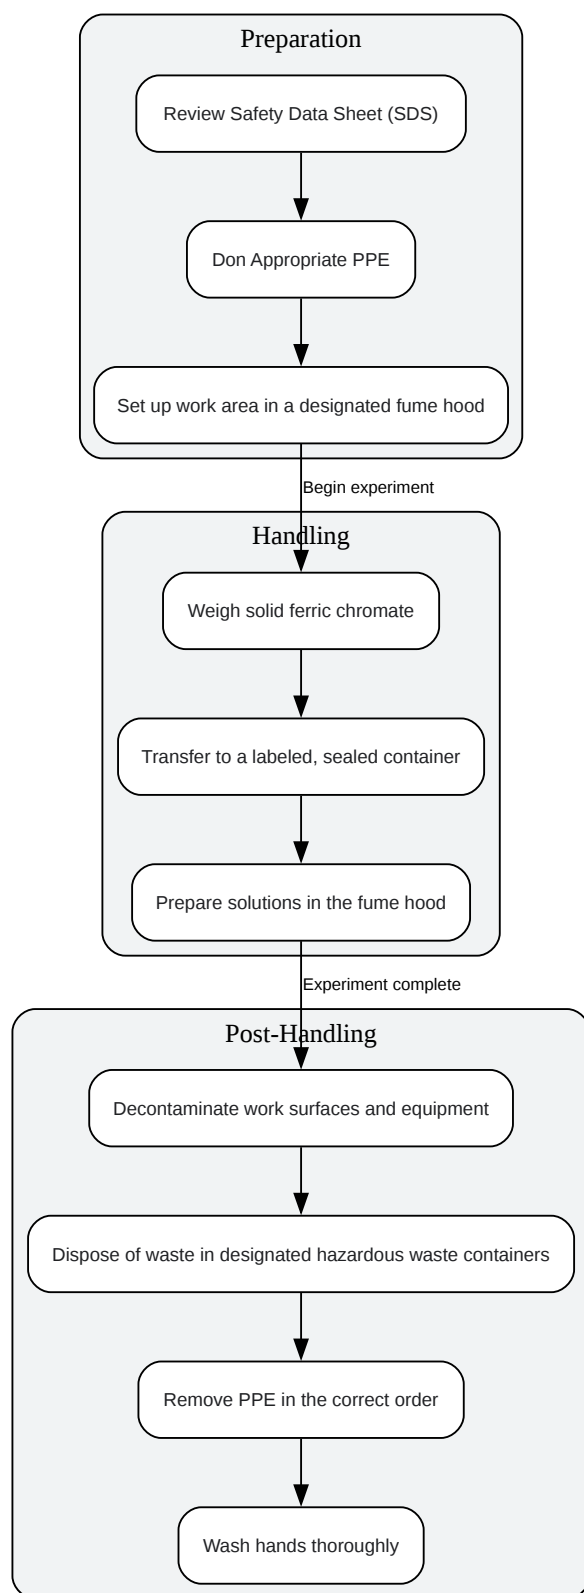 Preparation
Review Safety Data Sheet (SDS)
Don Appropriate PPE
Set up work area in a designated fume hood
Begin experiment
Handling
Weigh solid ferric chromate
Transfer to a labeled, sealed container
Prepare solutions in the fume hood
Experiment complete
Post-Handling
Decontaminate work surfaces and equipment
Dispose of waste in designated hazardous waste containers
Remove PPE in the correct order
Wash hands thoroughly